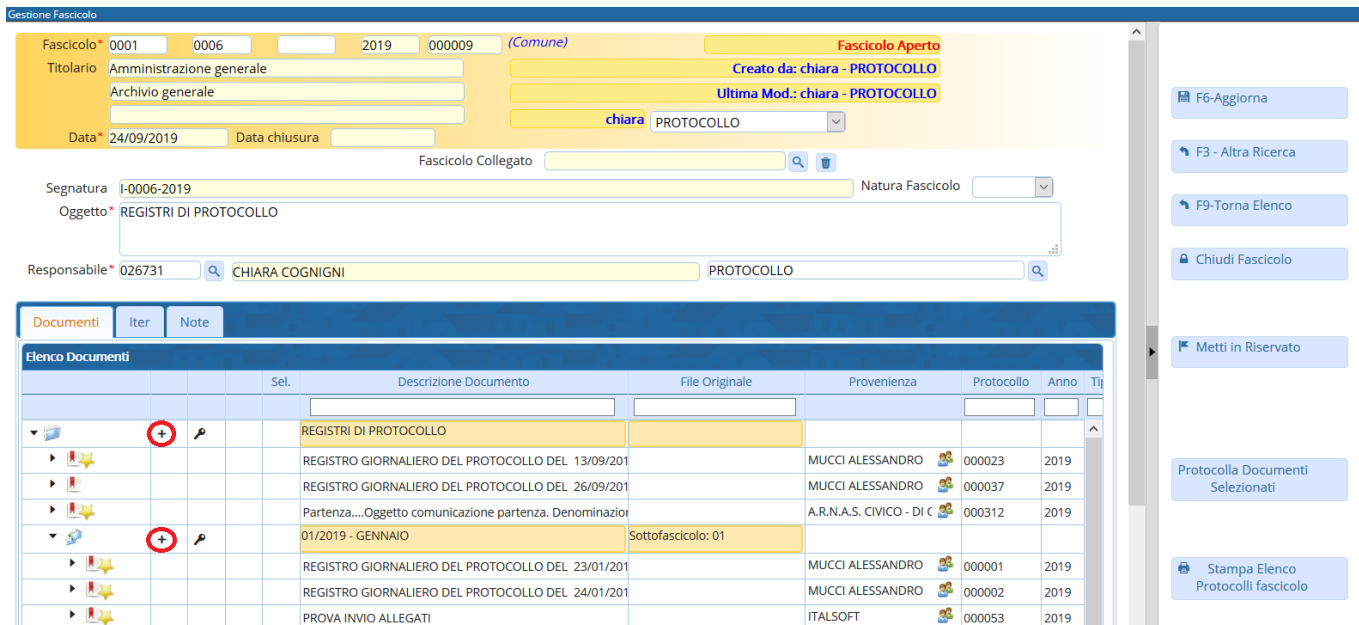 Gestione Fascicolo
Fascicolo* 0001 0006 2019 000009 (Comune) Fascicolo Aperto
Titolario Amministrazione generale Creato da: chiara - PROTOCOLLO
Archivio generale Ultima Mod.: chiara - PROTOCOLLO
chiara PROTOCOLLO
Data* 24/09/2019 Data chiusura
Fascicolo Collegato
Segnatura I-0006-2019 Natura Fascicolo
Oggetto* REGISTRI DI PROTOCOLLO
Responsabile* 026731 CHIARA COGNIGNI PROTOCOLLO
F6-Aggiorna
F3 - Altra Ricerca
F9-Torna Elenco
Chiudi Fascicolo
Metti in Riservato
Protocolla Documenti
Selezionati
Stampa Elenco
Protocolli fascicolo
Documenti Iter Note
Elenco Documenti
Sel. Descrizione Documento File Originale Provenienza Protocollo Anno Tip
REGISTRI DI PROTOCOLLO
REGISTRO GIORNALIERO DEL PROTOCOLLO DEL 13/09/201 MUCCI ALESSANDRO 000023 2019
REGISTRO GIORNALIERO DEL PROTOCOLLO DEL 26/09/201 MUCCI ALESSANDRO 000037 2019
Partenza....Oggetto comunicazione partenza. Denominazion A.R.N.A.S. CIVICO - DI C 000312 2019
01/2019 - GENNAIO Sottofascicolo: 01
REGISTRO GIORNALIERO DEL PROTOCOLLO DEL 23/01/201 MUCCI ALESSANDRO 000001 2019
REGISTRO GIORNALIERO DEL PROTOCOLLO DEL 24/01/201 MUCCI ALESSANDRO 000002 2019
PROVA INVIO ALLEGATI ITALSOFT 000053 2019